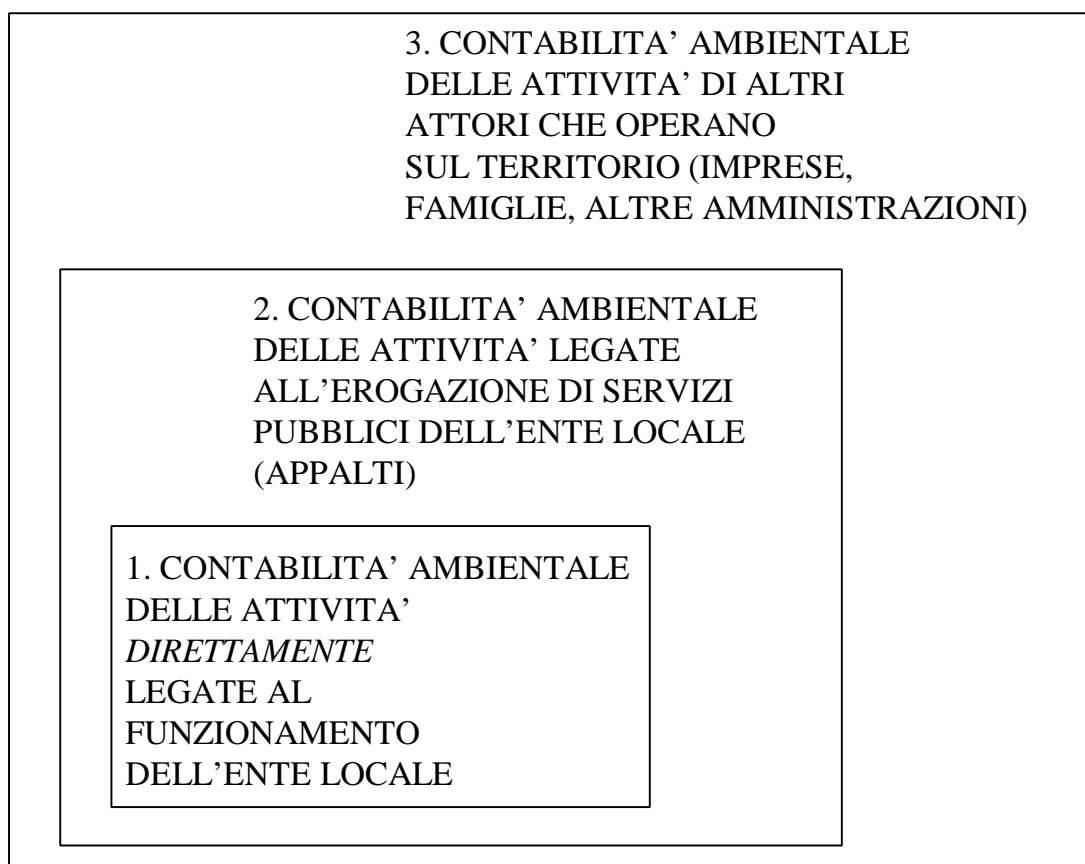 3. CONTABILITA’ AMBIENTALE
DELLE ATTIVITA’ DI ALTRI
ATTORI CHE OPERANO
SUL TERRITORIO (IMPRESE,
FAMIGLIE, ALTRE AMMINISTRAZIONI)
2. CONTABILITA’ AMBIENTALE
DELLE ATTIVITA’ LEGATE
ALL’EROGAZIONE DI SERVIZI
PUBBLICI DELL’ENTE LOCALE
(APPALTI)
1. CONTABILITA’ AMBIENTALE
DELLE ATTIVITA’
DIRETTAMENTE
LEGATE AL
FUNZIONAMENTO
DELL’ENTE LOCALE